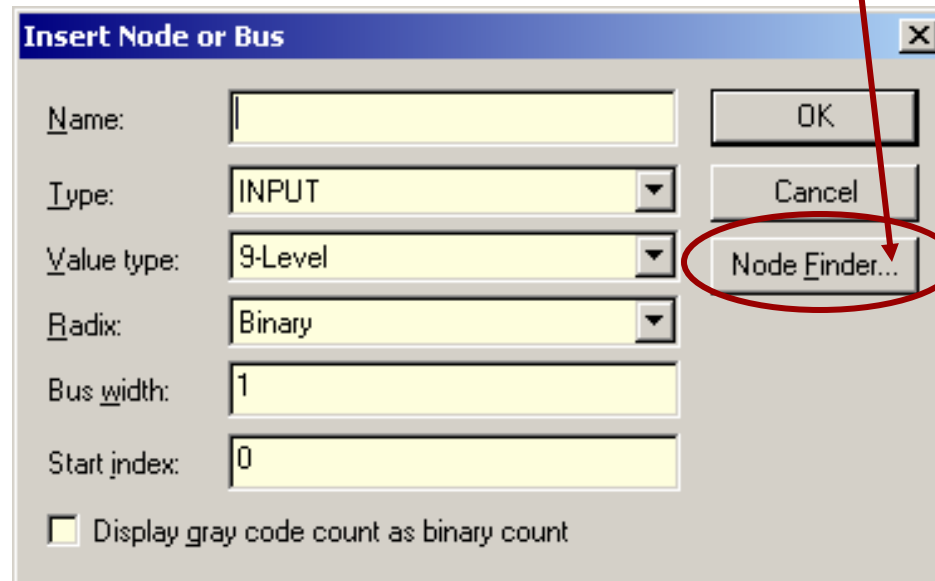 Insert Node or Bus
Name:
OK
Type: INPUT
Cancel
Value type: 9-Level
Node Finder...
Radix: Binary
Bus width: 1
Start index: 0
Display gray code count as binary count